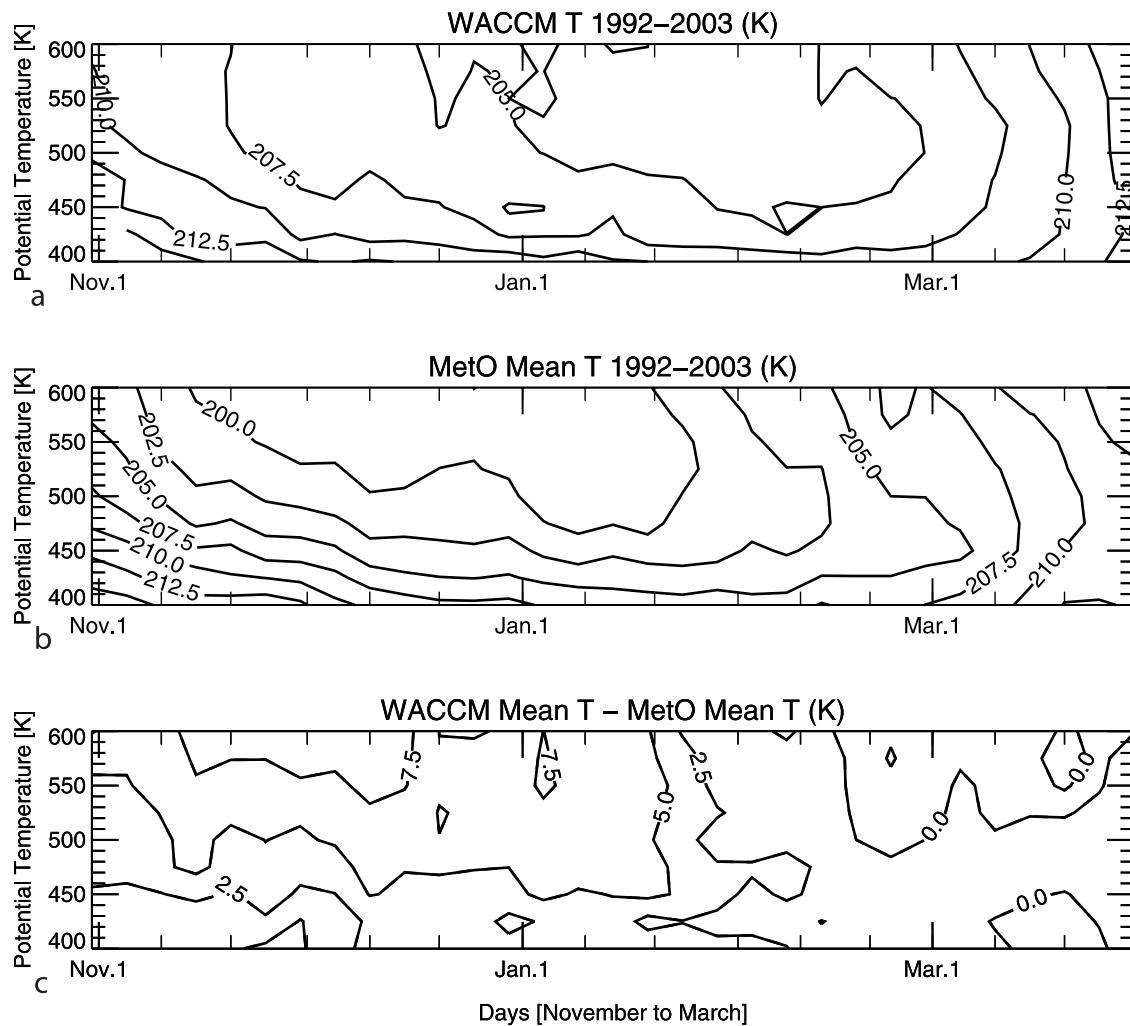 WACCM T 1992–2003 (K)
Potential Temperature [K]
600
550
500
450
400
210.0
207.5
212.5
205.0
210.0
212.5
Nov.1
Jan.1
Mar.1
a
MetO Mean T 1992–2003 (K)
Potential Temperature [K]
600
550
500
450
400
200.0
202.5
205.0
207.5
210.0
212.5
205.0
207.5
210.0
Nov.1
Jan.1
Mar.1
b
WACCM Mean T – MetO Mean T (K)
Potential Temperature [K]
600
550
500
450
400
2.5
7.5
7.5
5.0
2.5
0.0
0.0
0.0
Nov.1
Jan.1
Mar.1
c
Days [November to March]